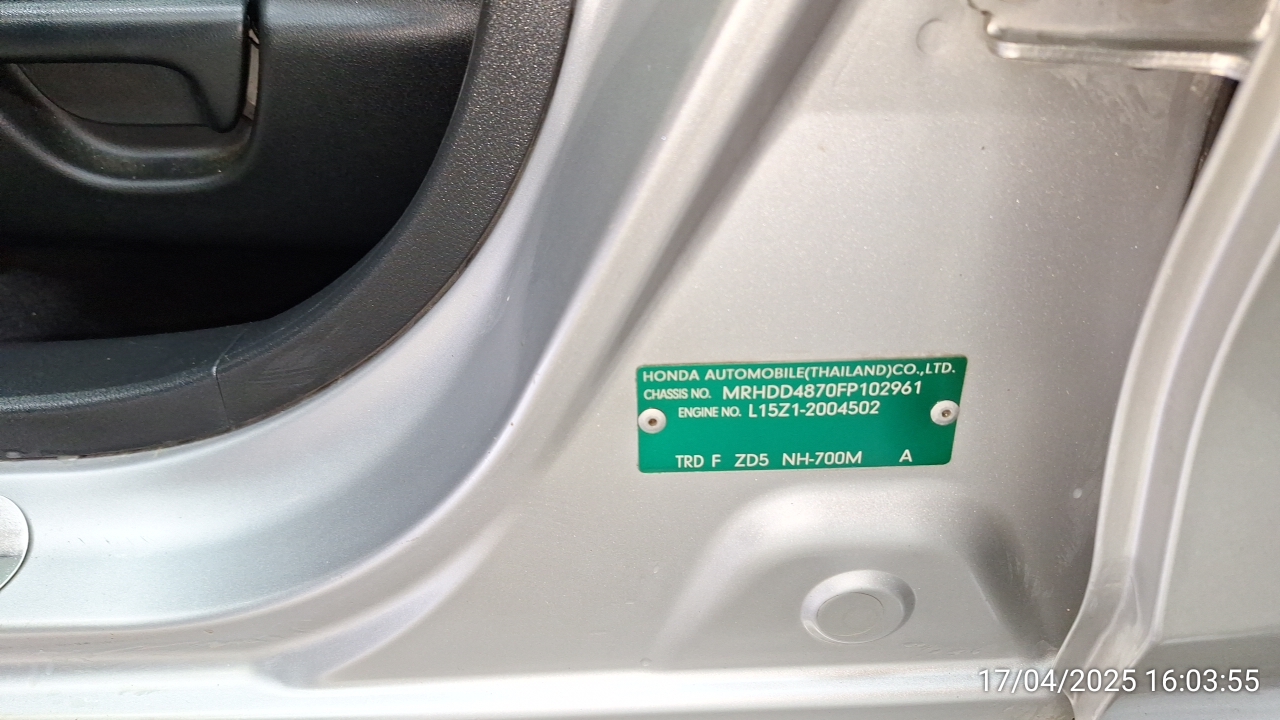 HONDA AUTOMOBILE(THAILAND)CO.,LTD.
CHASSIS NO. MRHDD4870FP102961
ENGINE NO. L15Z1-2004502
TRD F ZD5 NH-700M A
17/04/2025 16:03:55